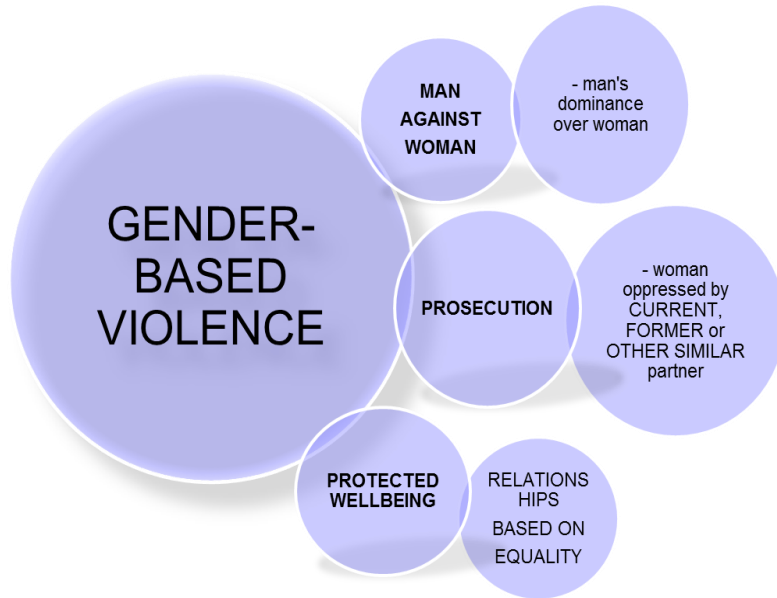 GENDER-
BASED
VIOLENCE
MAN
AGAINST
WOMAN
- man's
dominance
over woman
PROSECUTION
- woman
oppressed by
CURRENT,
FORMER or
OTHER SIMILAR
partner
PROTECTED
WELLBEING
RELATIONS
HIPS
BASED ON
EQUALITY